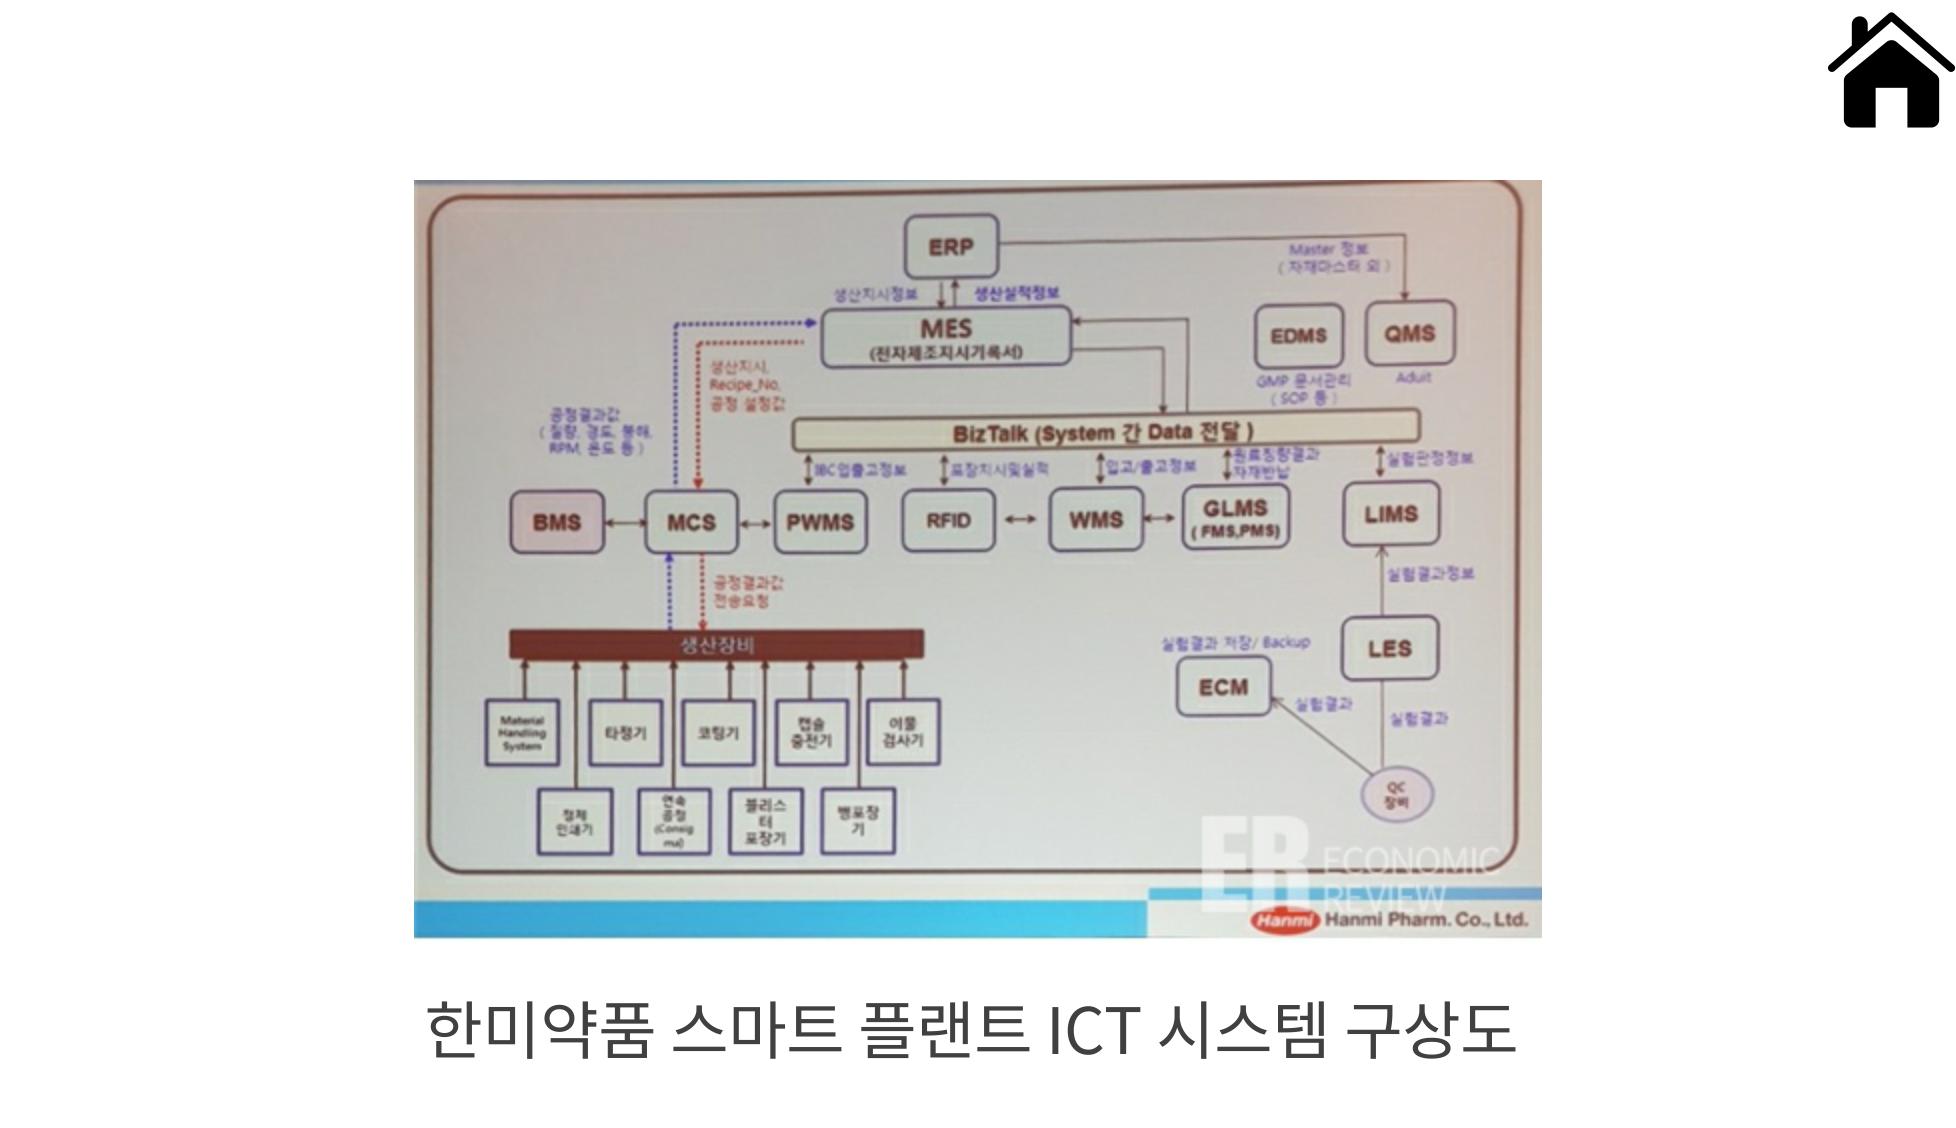 ERP
Master 정보
( 자재마스터 외 )
생산지시정보
생산실적정보
MES
(전자제조지시기록서)
EDMS
QMS
GMP 문서관리
( SOP 등 )
Aduit
생산지시,
Recipe_No,
공정 설정값
공정결과값
( 질량, 경도, 붕해,
RPM, 온도 등 )
BizTalk (System 간 Data 전달 )
IBC입출고정보
포장지시및실적
입고/출고정보
원료칭량결과
자재반납
실험판정정보
BMS
MCS
PWMS
RFID
WMS
GLMS
( FMS,PMS)
LIMS
공정결과값
전송요청
실험결과정보
생산장비
실험결과 저장/ Backup
LES
ECM
실험결과
실험결과
Material
Handling
System
타정기
코팅기
캡슐
충전기
이물
검사기
QC
장비
정제
인쇄기
연속
공정
(Consig
ma)
블리스
터
포장기
병포장
기
ER ECONOMIC
REVIEW
Hanmi Hanmi Pharm. Co., Ltd.
한미약품 스마트 플랜트 ICT 시스템 구상도